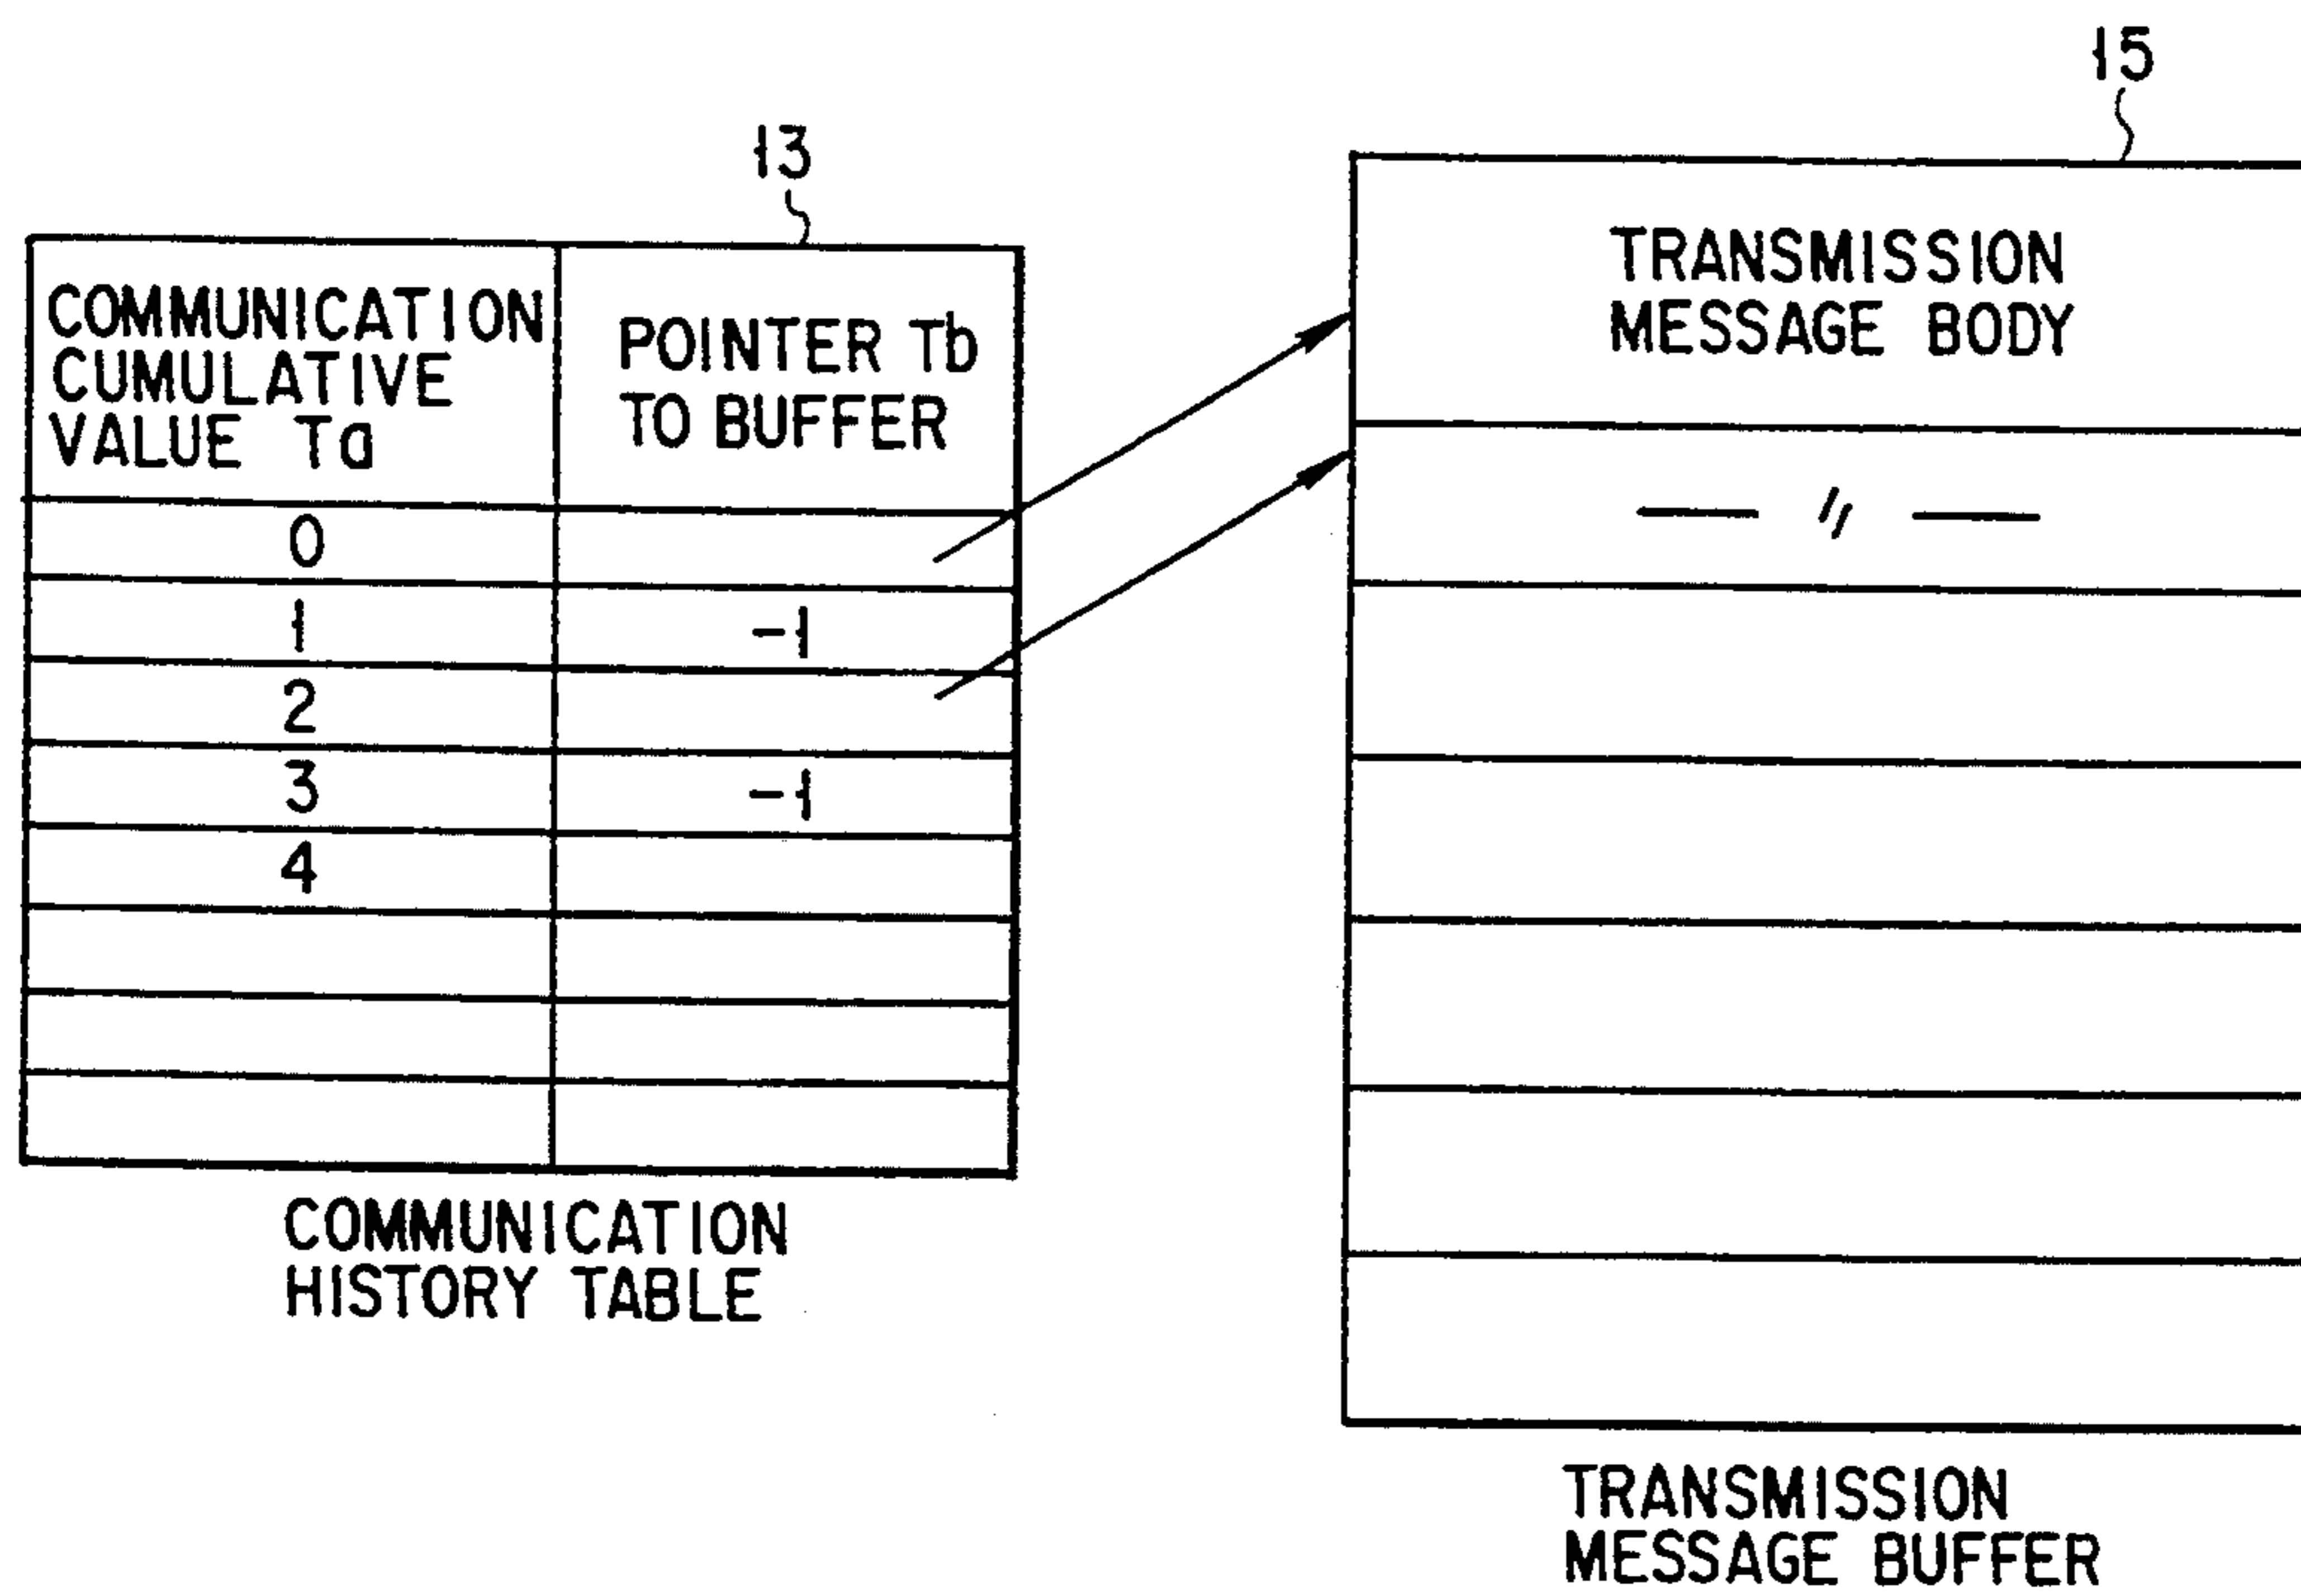 13
COMMUNICATION
CUMULATIVE
VALUE Ta
POINTER Tb
TO BUFFER
0
1 -1
2
3 -1
4
COMMUNICATION
HISTORY TABLE
15
TRANSMISSION
MESSAGE BODY
— 〃 —
TRANSMISSION
MESSAGE BUFFER